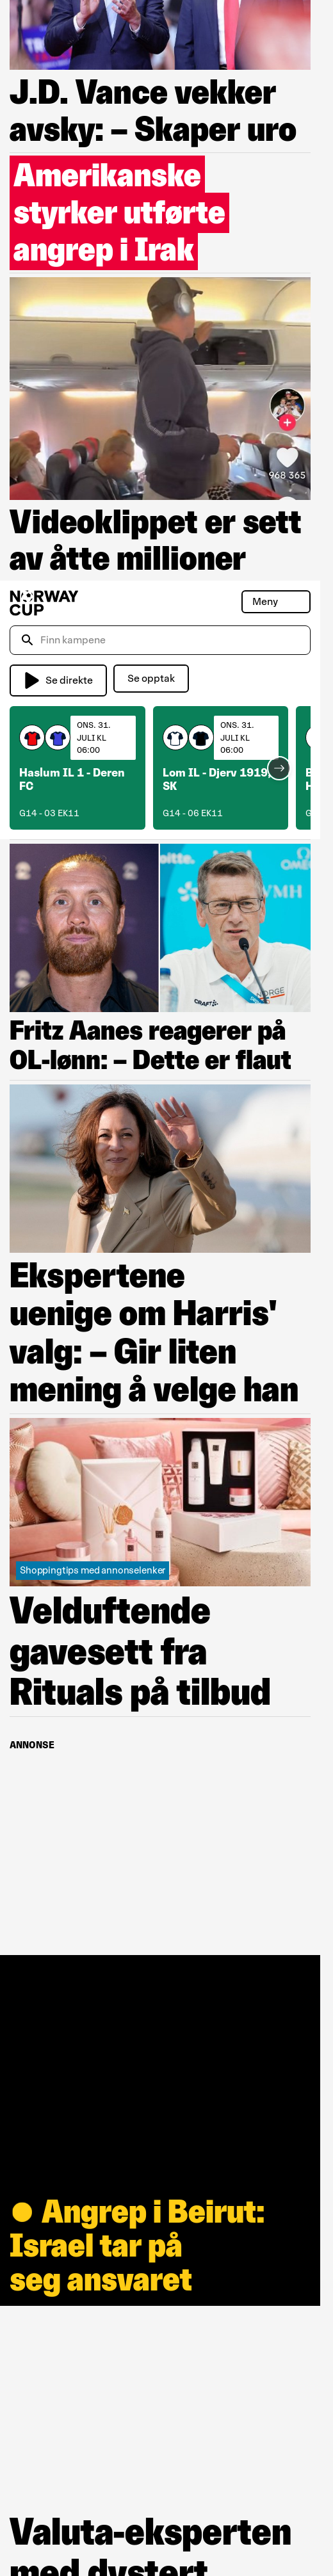 J.D. Vance vekker
avsky: – Skaper uro
Amerikanske
styrker utførte
angrep i Irak
968 365
Videoklippet er sett
av åtte millioner
NORWAY
CUP
Meny
Finn kampene
Se direkte
Se opptak
ONS. 31.
JULI KL
06:00
Haslum IL 1 - Deren
FC
G14 - 03 EK11
ONS. 31.
JULI KL
06:00
Lom IL - Djerv 1919,
SK
G14 - 06 EK11
VMH
CRAFT
NORGE
Fritz Aanes reagerer på
OL-lønn: – Dette er flaut
Ekspertene
uenige om Harris'
valg: – Gir liten
mening å velge han
Shoppingtips med annonselenker
Velduftende
gavesett fra
Rituals på tilbud
ANNONSE
● Angrep i Beirut:
Israel tar på
seg ansvaret
Valuta-eksperten
med dystert